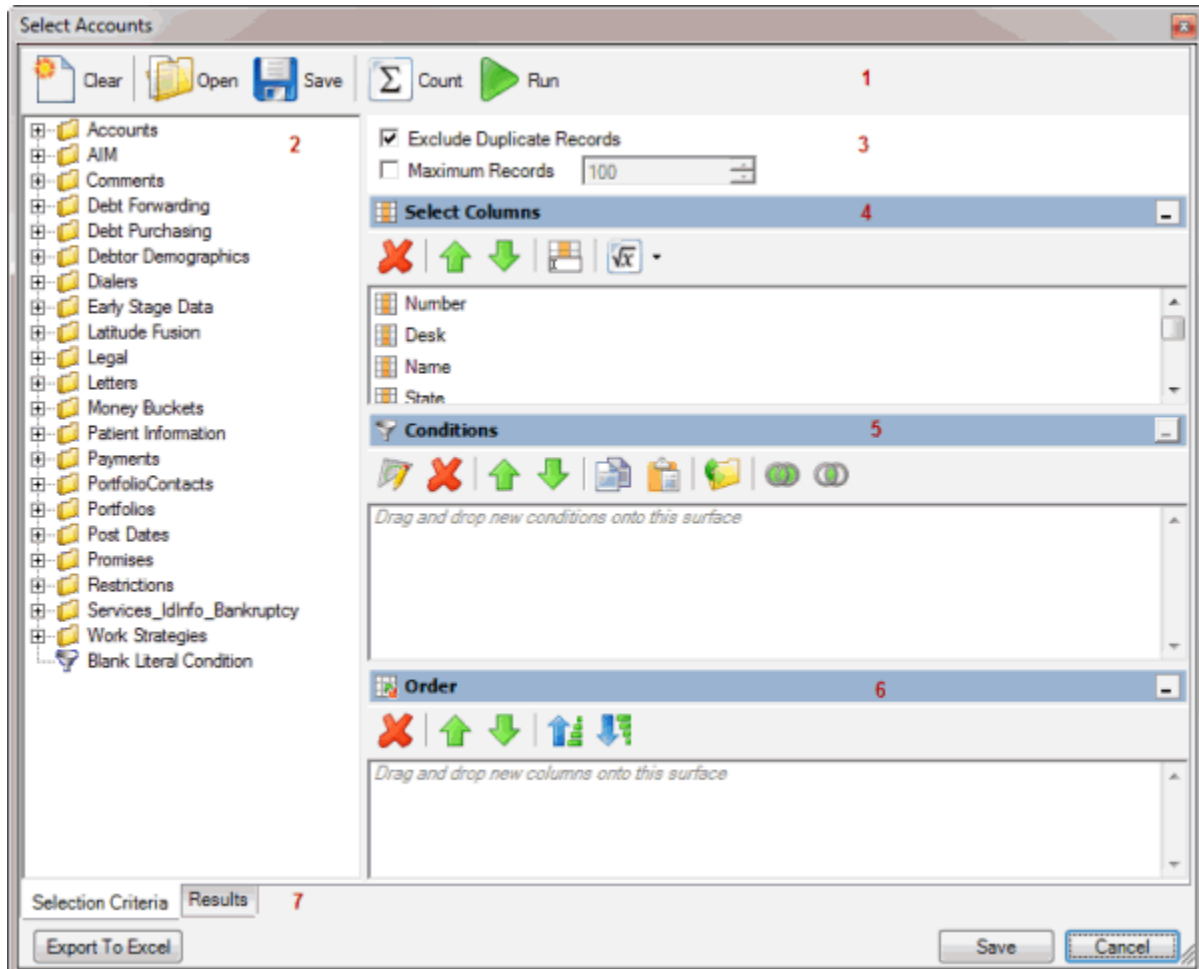 Select Accounts
Clear Open Save Count Run 1
2
Accounts
AIM
Comments
Debt Forwarding
Debt Purchasing
Debtor Demographics
Dialers
Early Stage Data
Latitude Fusion
Legal
Letters
Money Buckets
Patient Information
Payments
PortfolioContacts
Portfolios
Post Dates
Promises
Restrictions
Services_IdInfo_Bankruptcy
Work Strategies
Blank Literal Condition
Exclude Duplicate Records 3
Maximum Records 100
Select Columns 4
Number
Desk
Name
State
Conditions 5
Drag and drop new conditions onto this surface
Order 6
Drag and drop new columns onto this surface
Selection Criteria Results 7
Export To Excel Save Cancel